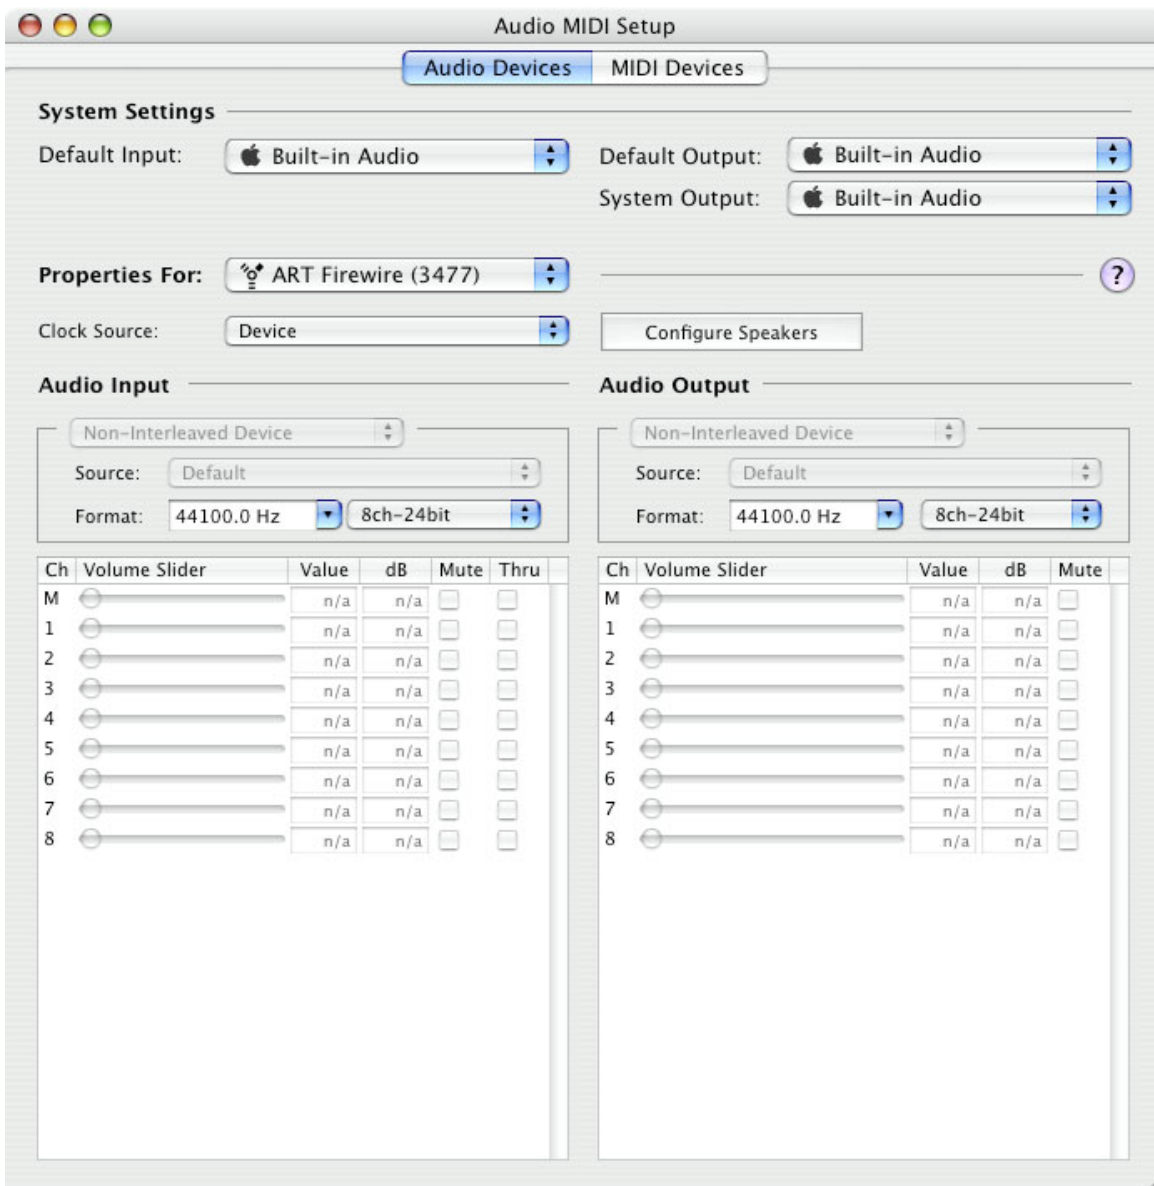 Audio MIDI Setup
Audio Devices MIDI Devices
System Settings
Default Input: Built-in Audio Default Output: Built-in Audio
System Output: Built-in Audio
Properties For: ART Firewire (3477) ?
Clock Source: Device Configure Speakers
Audio Input Audio Output
Non-Interleaved Device Non-Interleaved Device
Source: Default Source: Default
Format: 44100.0 Hz 8ch-24bit Format: 44100.0 Hz 8ch-24bit
Ch Volume Slider Value dB Mute Thru Ch Volume Slider Value dB Mute
M n/a n/a M n/a n/a
1 n/a n/a 1 n/a n/a
2 n/a n/a 2 n/a n/a
3 n/a n/a 3 n/a n/a
4 n/a n/a 4 n/a n/a
5 n/a n/a 5 n/a n/a
6 n/a n/a 6 n/a n/a
7 n/a n/a 7 n/a n/a
8 n/a n/a 8 n/a n/a